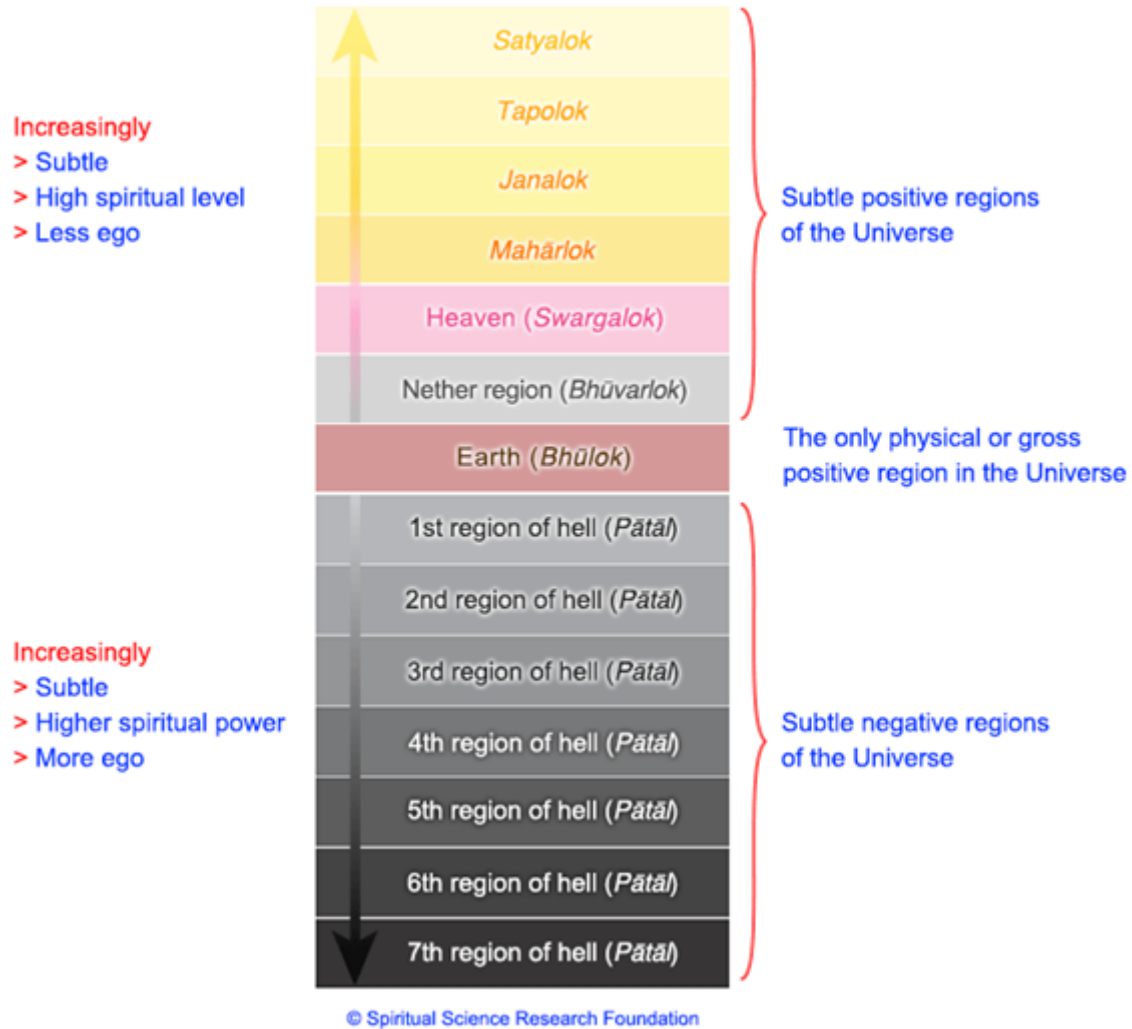 Satyalok
Tapolok
Janalok
Mahārlok
Heaven (Swargalok)
Nether region (Bhūvarlok)
Earth (Bhūlok)
1st region of hell (Pātāl)
2nd region of hell (Pātāl)
3rd region of hell (Pātāl)
4th region of hell (Pātāl)
5th region of hell (Pātāl)
6th region of hell (Pātāl)
7th region of hell (Pātāl)
Increasingly
> Subtle
> High spiritual level
> Less ego
Increasingly
> Subtle
> Higher spiritual power
> More ego
Subtle positive regions
of the Universe
The only physical or gross
positive region in the Universe
Subtle negative regions
of the Universe
© Spiritual Science Research Foundation